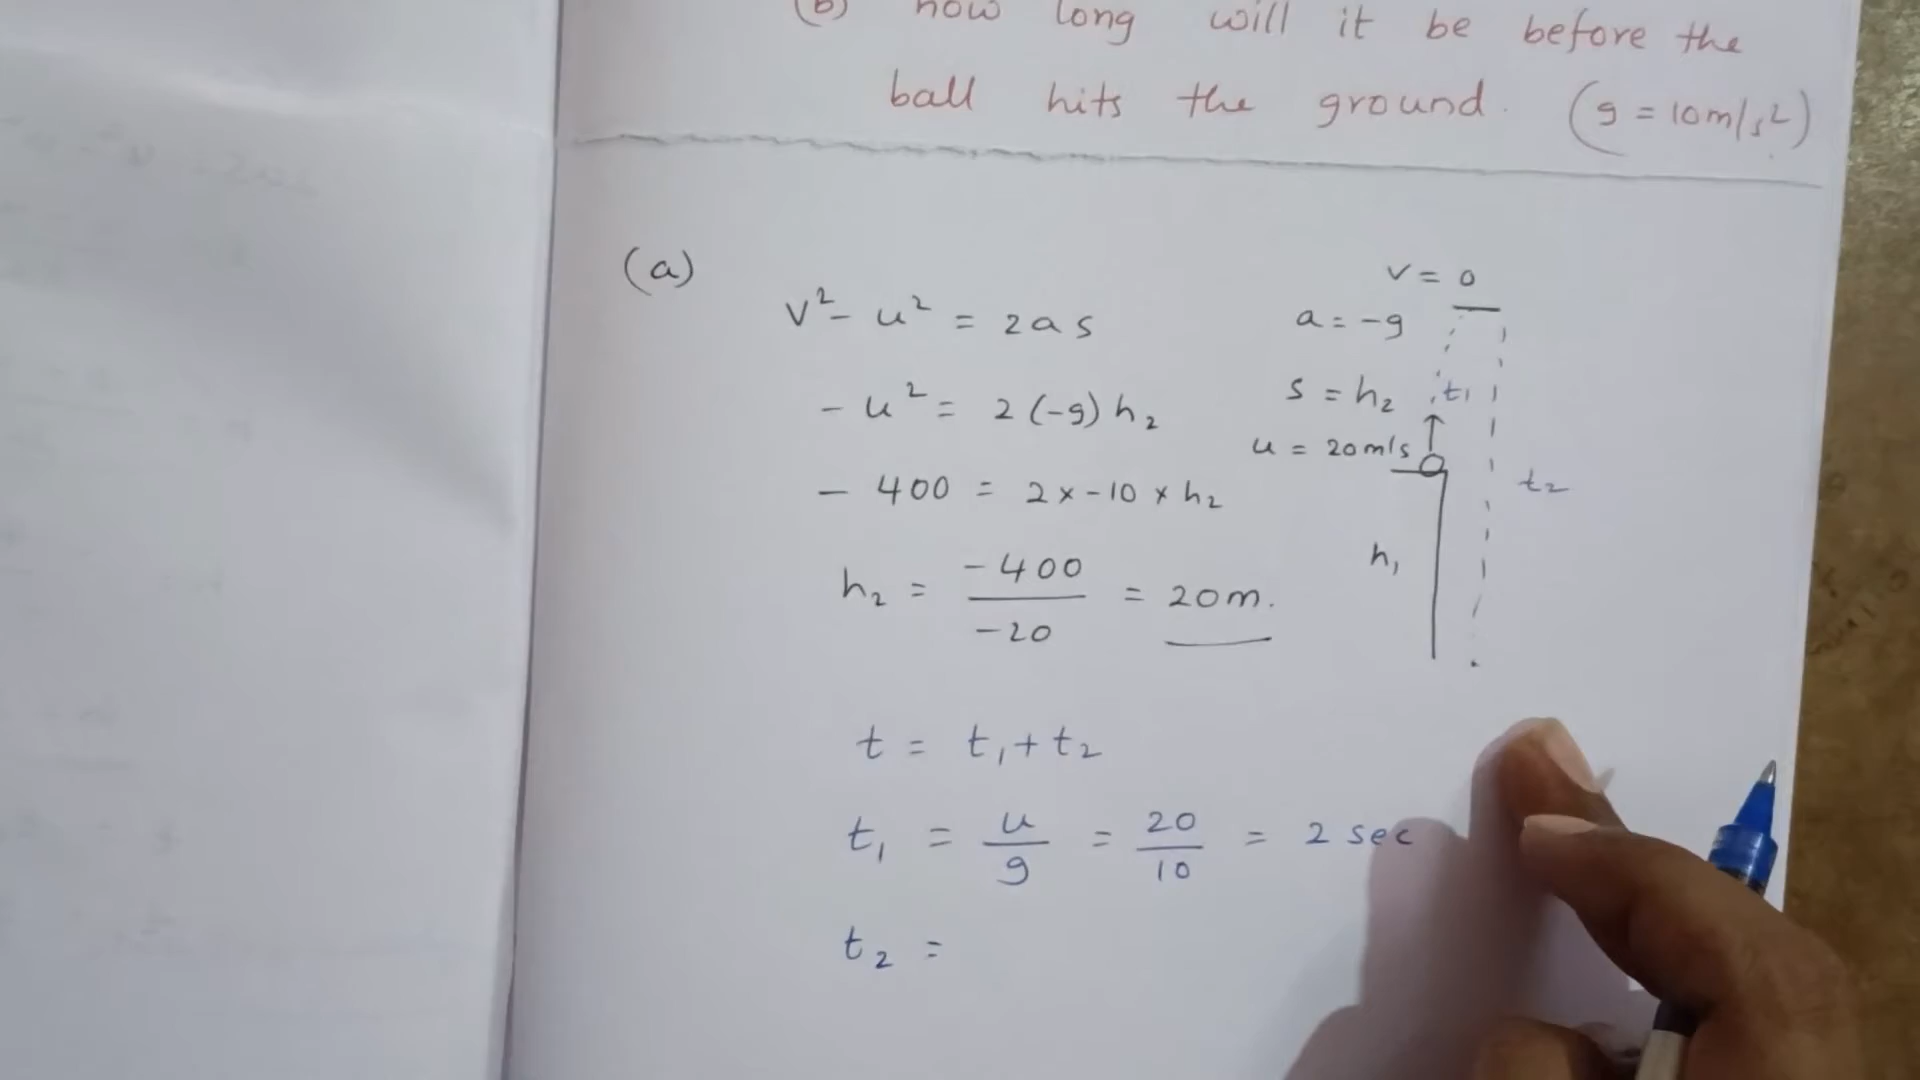 (b) how long will it be before the
ball hits the ground. (g = 10m/s²)
(a)
v² - u² = 2as
- u² = 2(-g) h₂
- 400 = 2 x -10 x h₂
h₂ = -400 / -20 = 20m.
v = 0
a = -g
s = h₂ t₁
u = 20m/s
t₂
h₁
t = t₁ + t₂
t₁ = u / g = 20 / 10 = 2 sec
t₂ =